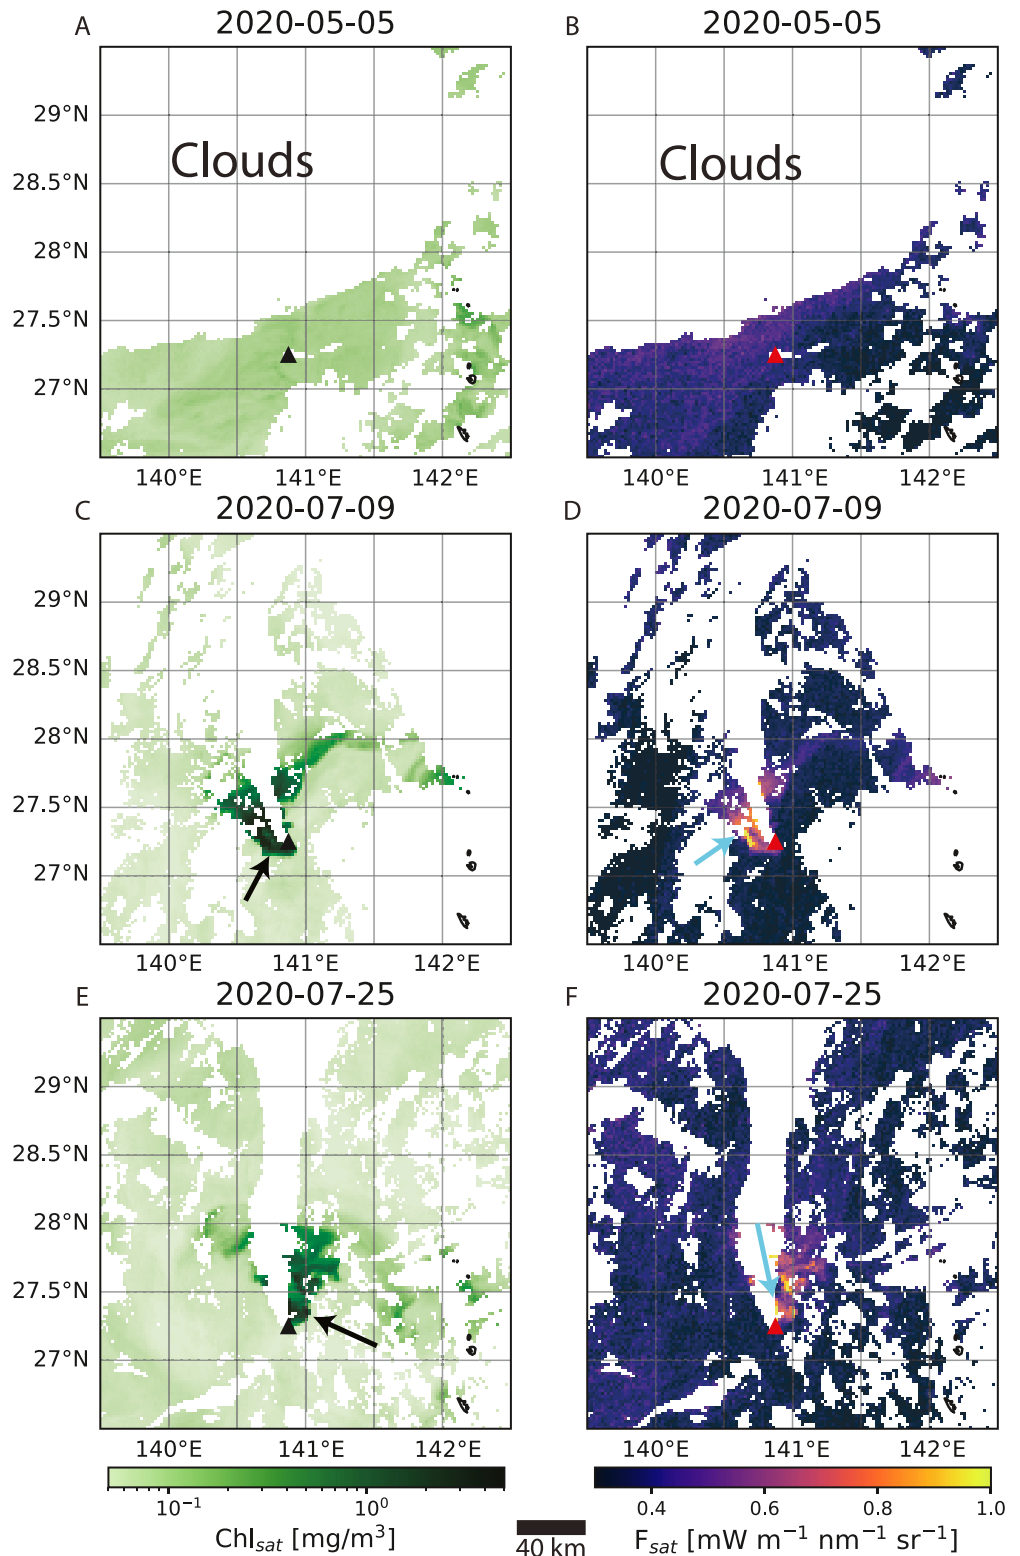 A 2020-05-05 B 2020-05-05
29°N
Clouds Clouds
28.5°N
28°N
27.5°N
27°N
140°E 141°E 142°E 140°E 141°E 142°E
C 2020-07-09 D 2020-07-09
29°N
28.5°N
28°N
27.5°N
27°N
140°E 141°E 142°E 140°E 141°E 142°E
E 2020-07-25 F 2020-07-25
29°N
28.5°N
28°N
27.5°N
27°N
140°E 141°E 142°E 140°E 141°E 142°E
10⁻¹ 10⁰ 0.4 0.6 0.8 1.0
Chl_sat [mg/m³] 40 km F_sat [mW m⁻¹ nm⁻¹ sr⁻¹]